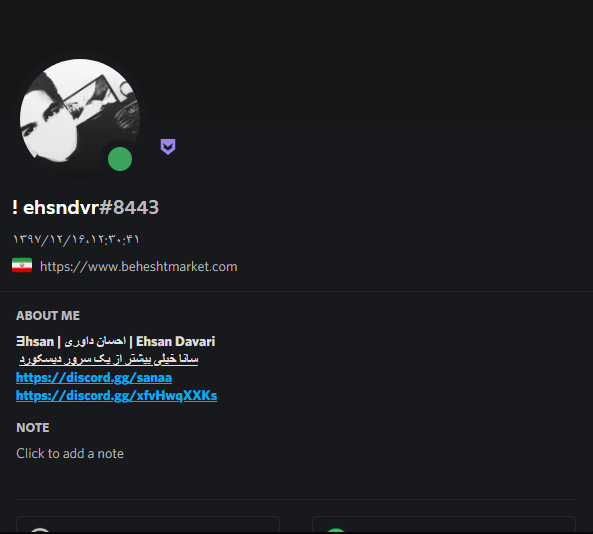 ! ehsndvr#8443
۱۳۹۷/۱۲/۱۶،‏۱۲:۳۰:۴۱
https://www.beheshtmarket.com
ABOUT ME
Ǝhsan | احسان داوری | Ehsan Davari
سانا خیلی بیشتر از یک سرور دیسکورد
https://discord.gg/sanaa
https://discord.gg/xfvHwqXXKs
NOTE
Click to add a note